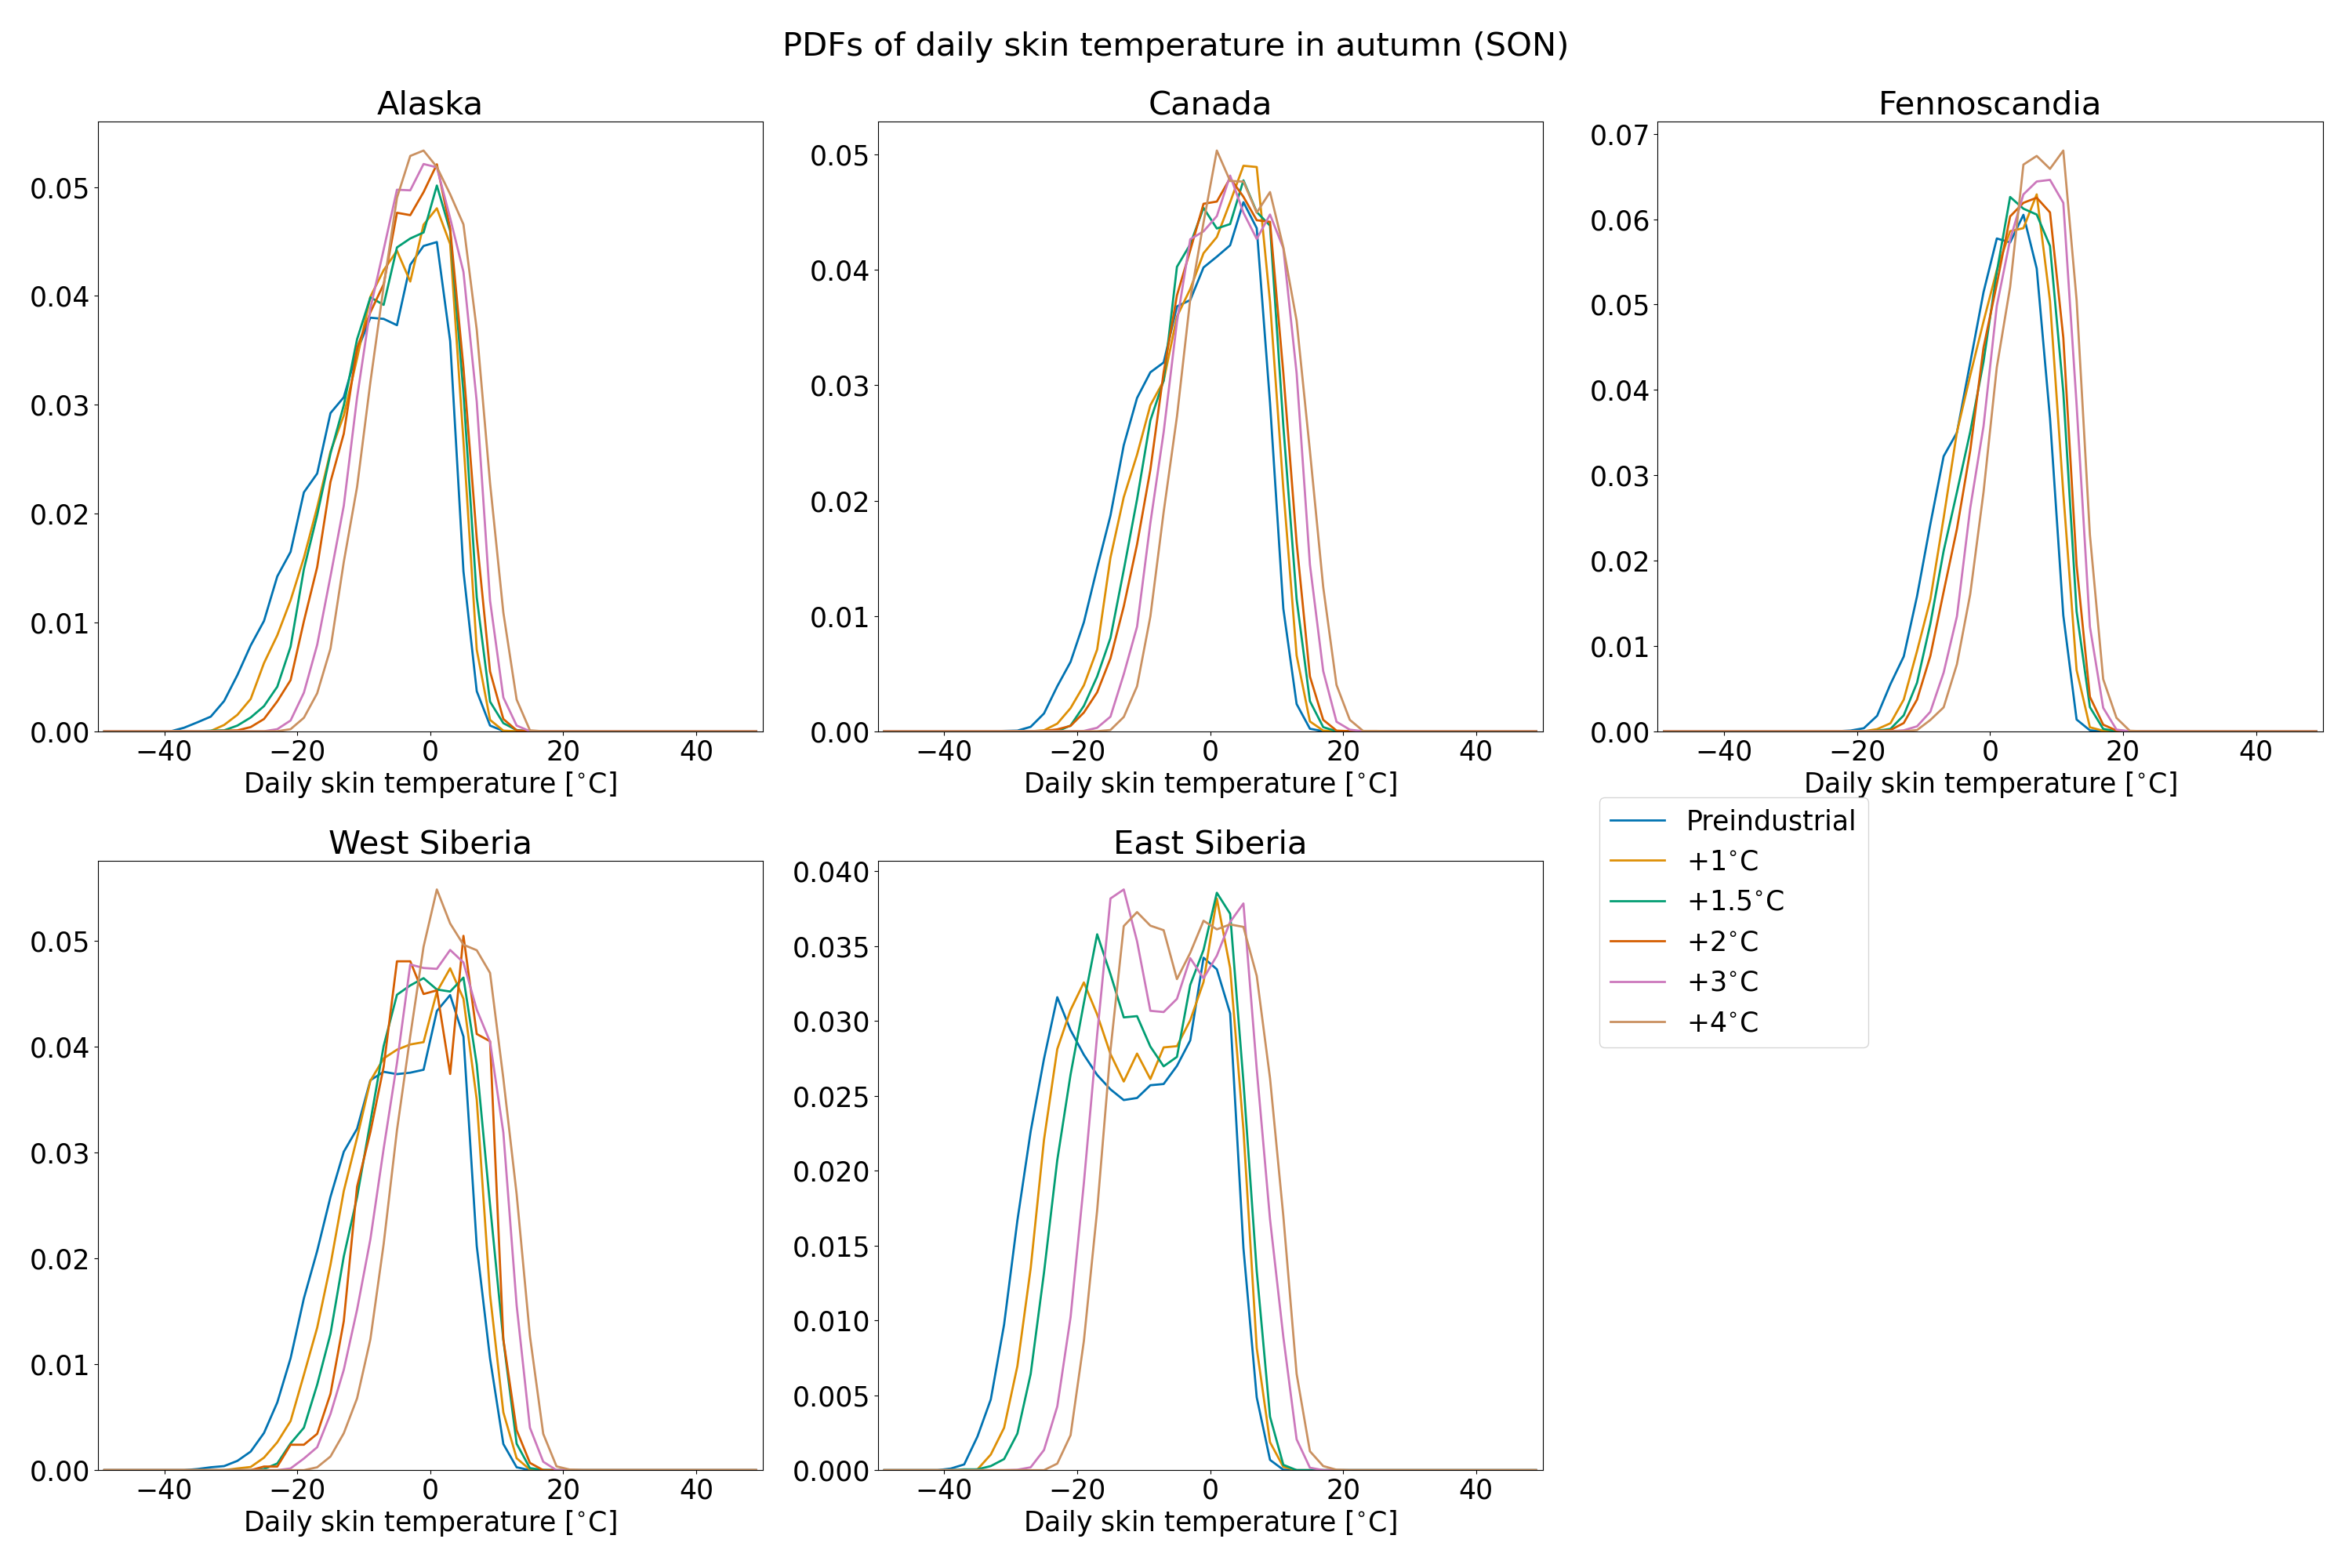 PDFs of daily skin temperature in autumn (SON)
Alaska
0.05
0.04
0.03
0.02
0.01
0.00
−40 −20 0 20 40
Daily skin temperature [°C]
Canada
0.05
0.04
0.03
0.02
0.01
0.00
−40 −20 0 20 40
Daily skin temperature [°C]
Fennoscandia
0.07
0.06
0.05
0.04
0.03
0.02
0.01
0.00
−40 −20 0 20 40
Daily skin temperature [°C]
West Siberia
0.05
0.04
0.03
0.02
0.01
0.00
−40 −20 0 20 40
Daily skin temperature [°C]
East Siberia
0.040
0.035
0.030
0.025
0.020
0.015
0.010
0.005
0.000
−40 −20 0 20 40
Daily skin temperature [°C]
Preindustrial
+1°C
+1.5°C
+2°C
+3°C
+4°C